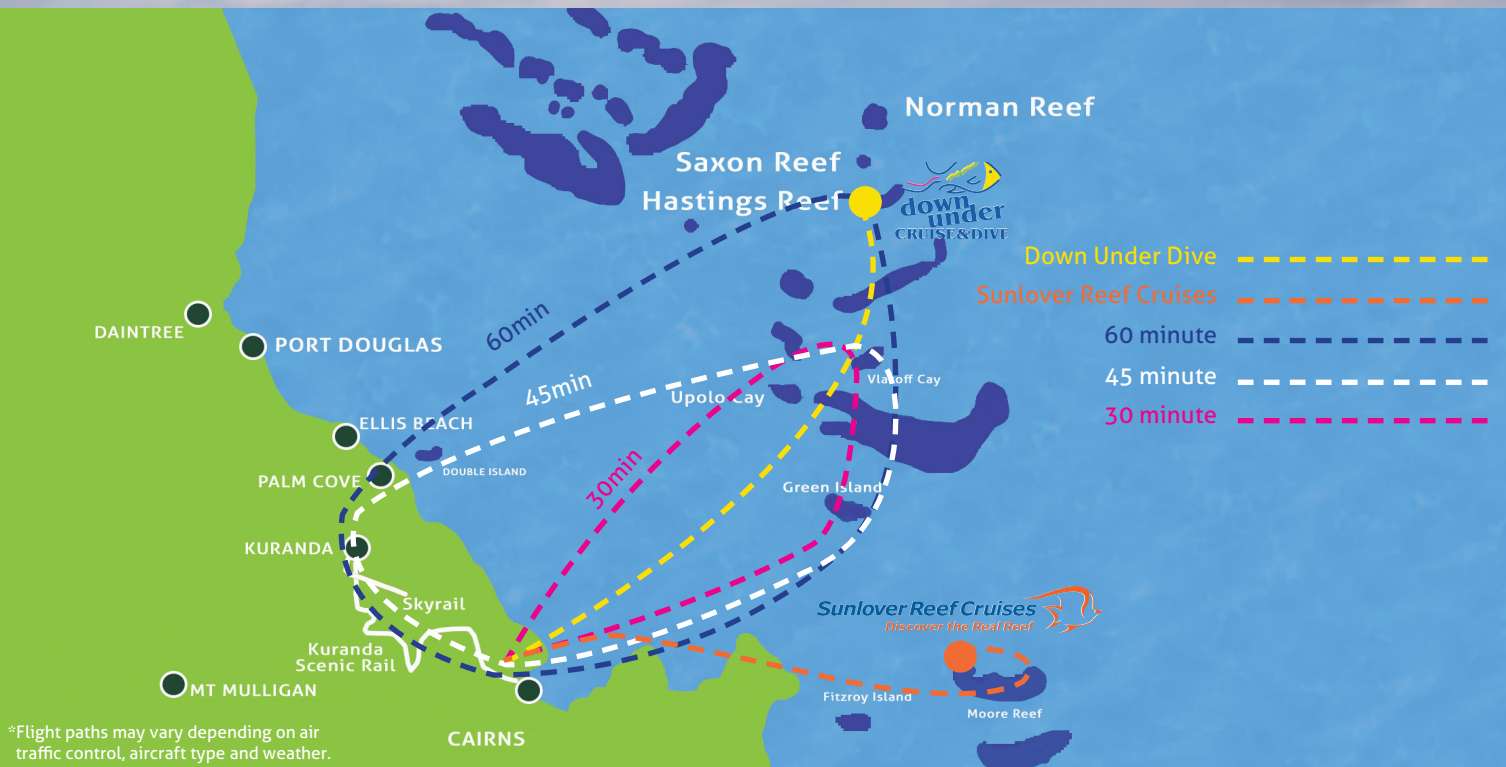 Norman Reef
Saxon Reef
Hastings Reef
down
under
CRUISE&DIVE
Down Under Dive
Sunlover Reef Cruises
60 minute
45 minute
30 minute
60min
45min
30min
DAINTREE
PORT DOUGLAS
ELLIS BEACH
DOUBLE ISLAND
PALM COVE
KURANDA
Upolo Cay
Vlasoff Cay
Green Island
Skyrail
Kuranda
Scenic Rail
MT MULLIGAN
CAIRNS
Sunlover Reef Cruises
Discover the Real Reef
Fitzroy Island
Moore Reef
*Flight paths may vary depending on air
traffic control, aircraft type and weather.